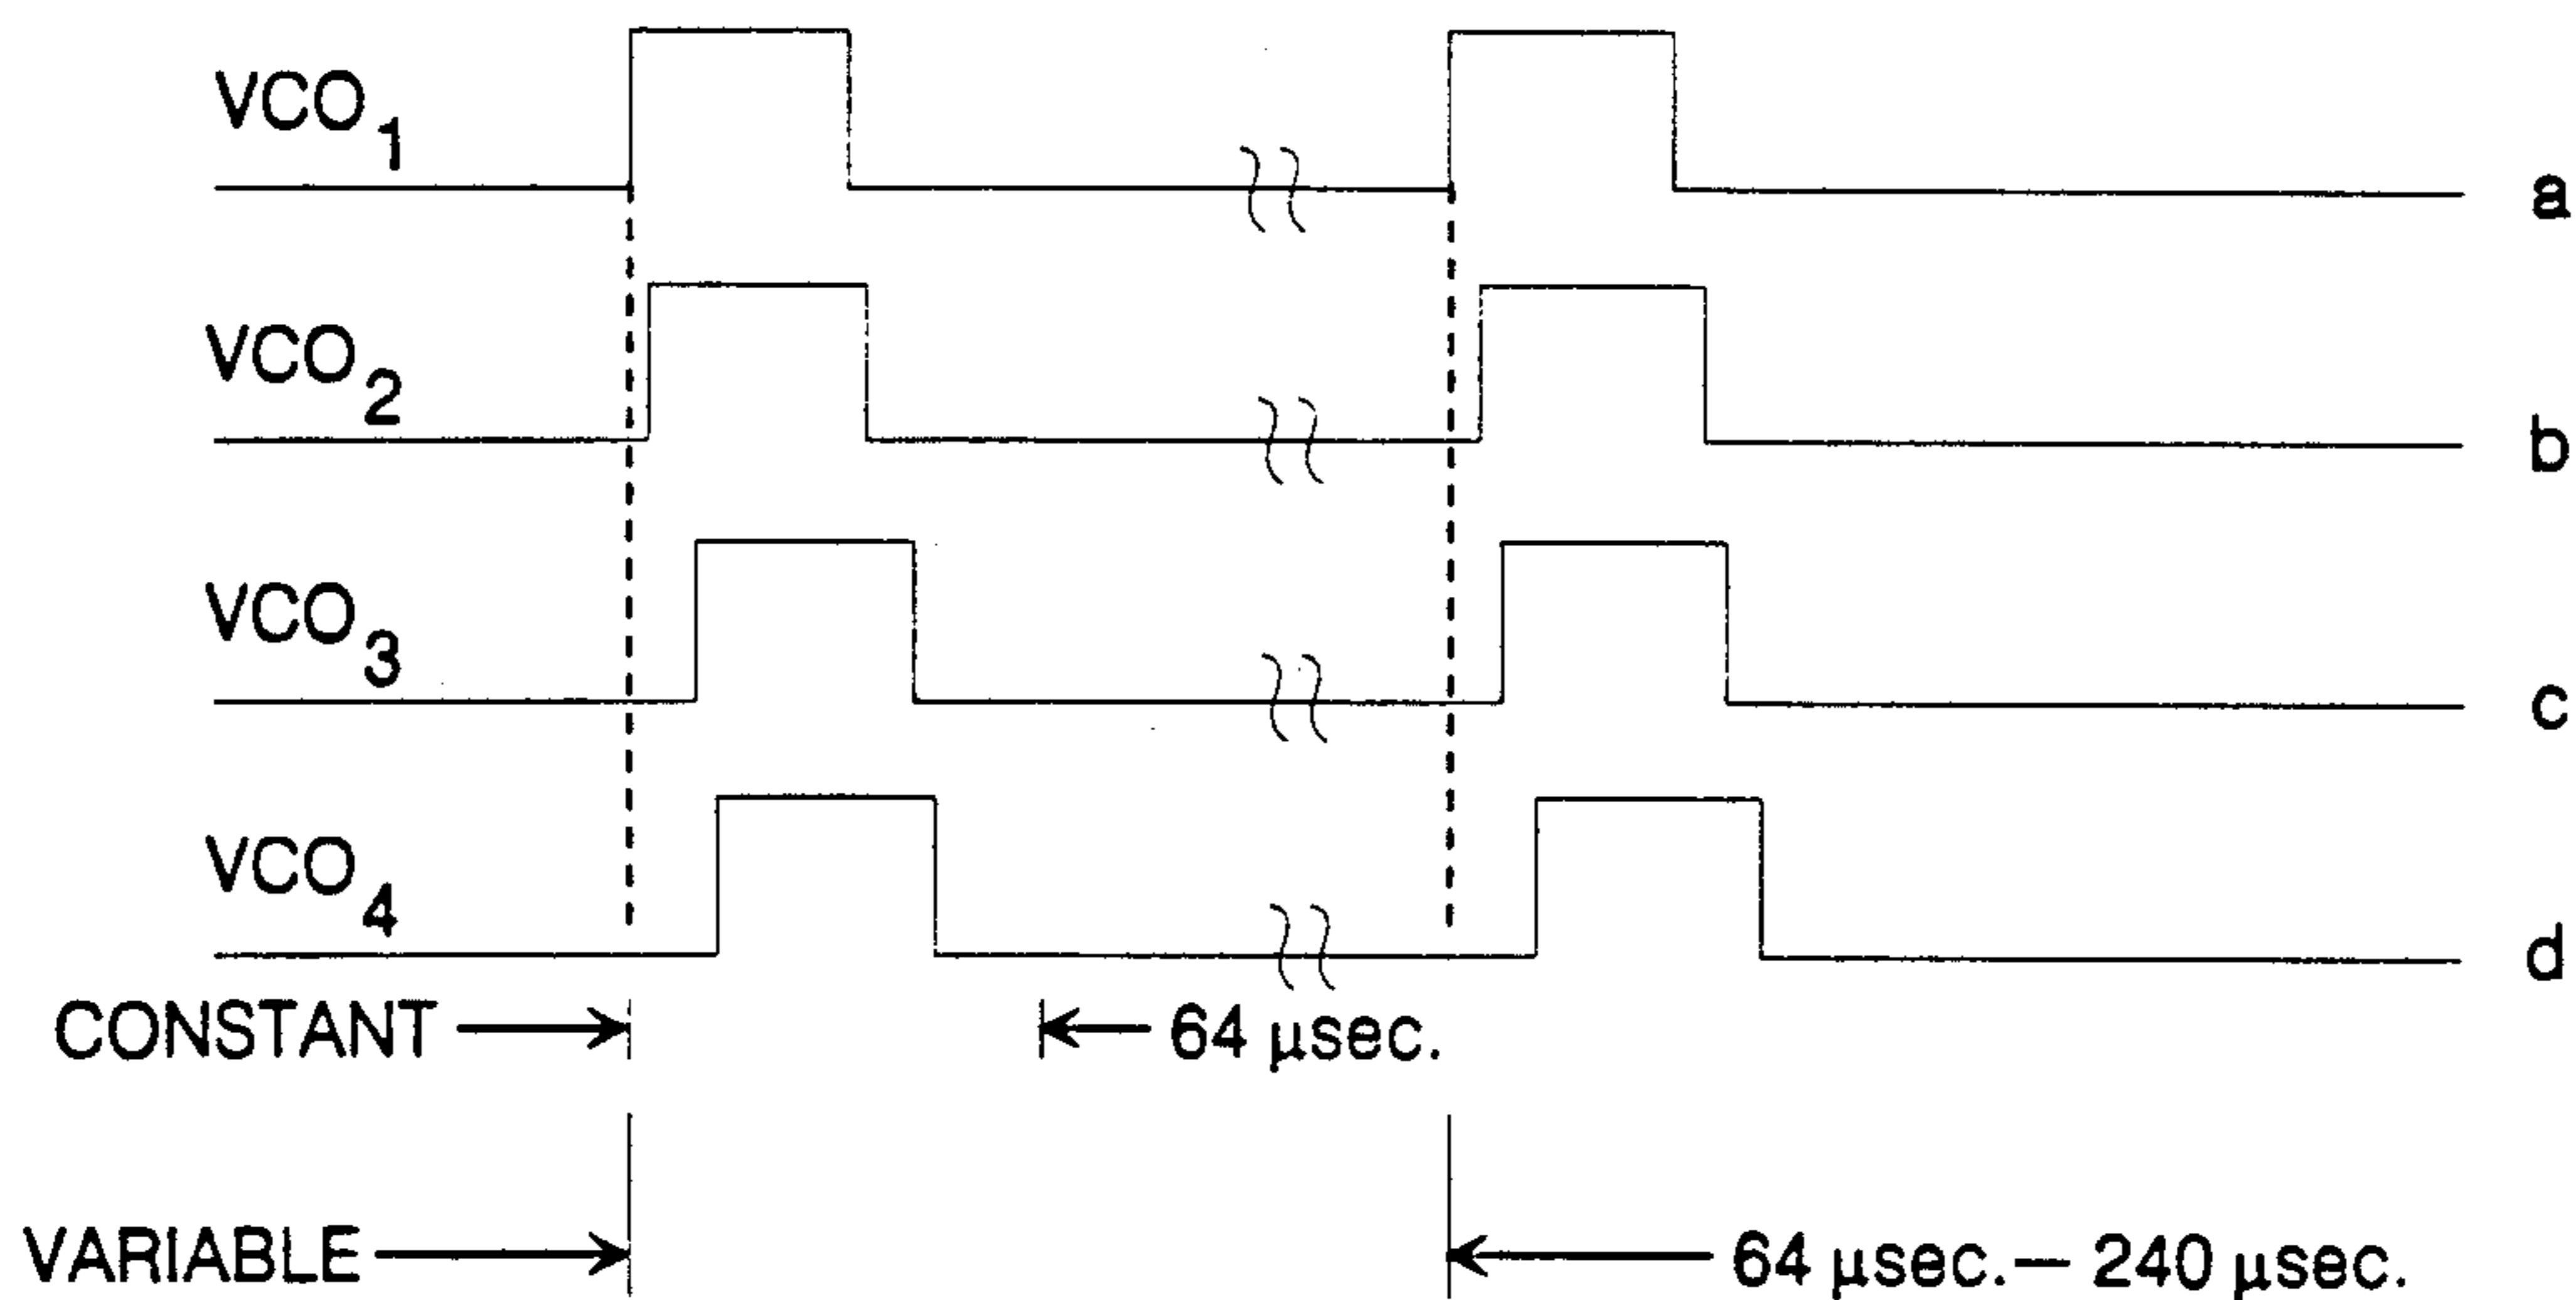 VCO1
a
VCO2
b
VCO3
c
VCO4
d
CONSTANT 64 μsec.
VARIABLE 64 μsec. — 240 μsec.